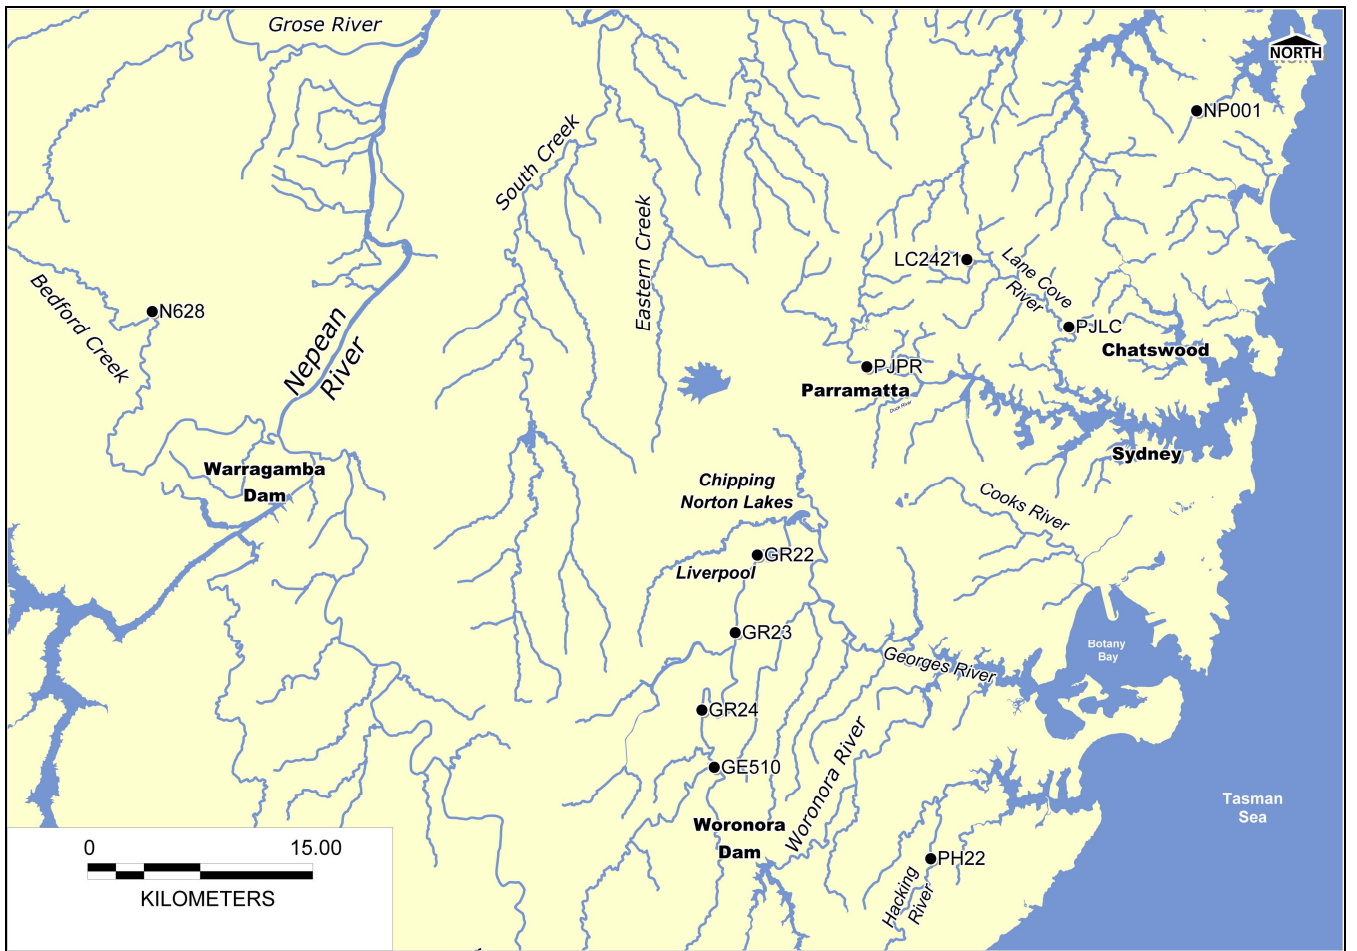 Grose River
NORTH
NP001
South Creek
Eastern Creek
LC2421
Lane Cove
River
Bedford Creek
N628
Nepean
River
PJLC
Chatswood
PJPR
Parramatta
Duck River
Sydney
Warragamba
Dam
Chipping
Norton Lakes
Cooks River
GR22
Liverpool
GR23
Botany
Bay
Georges River
GR24
GE510
Woronora River
Woronora
Dam
Tasman
Sea
PH22
Hacking
River
0 15.00
KILOMETERS